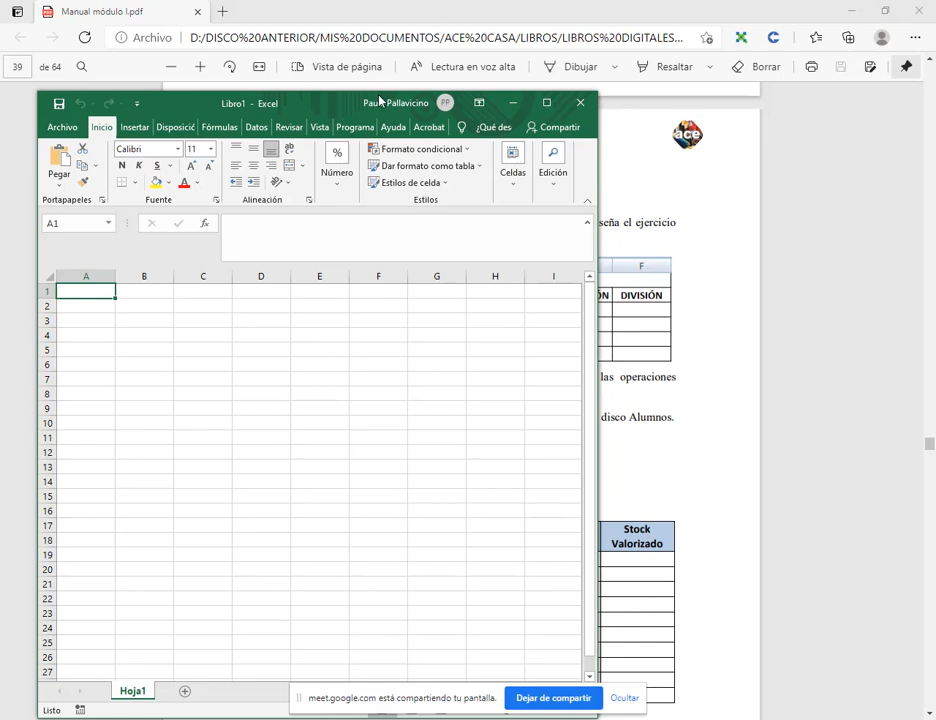 Manual módulo I.pdf
Archivo
D:/DISCO%20ANTERIOR/MIS%20DOCUMENTOS/ACE%20CASA/LIBROS/LIBROS%20DIGITALES...
39
de 64
Vista de página
Lectura en voz alta
Dibujar
Resaltar
Borrar
Libro1 - Excel
Pallavicino
PP
Archivo
Inicio
Insertar
Disposició
Fórmulas
Datos
Revisar
Vista
Programa
Ayuda
Acrobat
¿Qué des
Compartir
Pegar
Calibri
11
N
K
S
Número
Formato condicional
Dar formato como tabla
Estilos de celda
Celdas
Edición
Portapapeles
Fuente
Alineación
Estilos
A1
fx
A B C D E F G H I
1
2
3
4
5
6
7
8
9
10
11
12
13
14
15
16
17
18
19
20
21
22
23
24
25
26
27
Hoja1
Listo
ace
seña el ejercicio
F
ÓN
DIVISIÓN
las operaciones
disco Alumnos.
Stock
Valorizado
meet.google.com está compartiendo tu pantalla.
Dejar de compartir
Ocultar